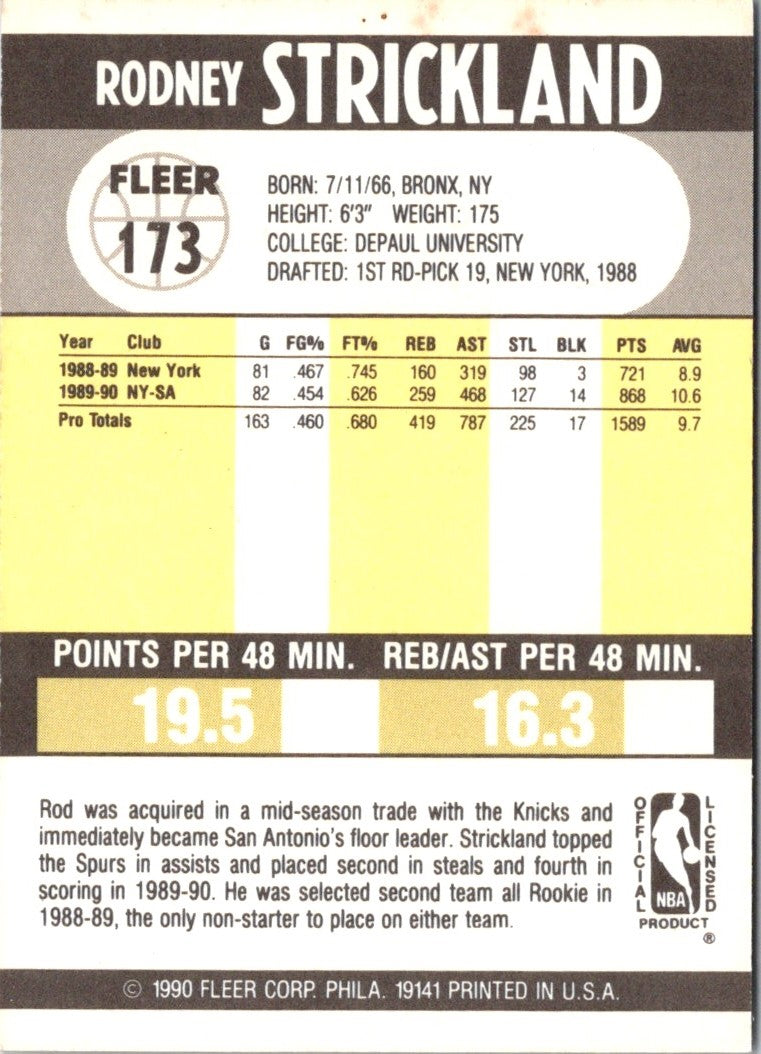 RODNEY STRICKLAND
FLEER
173
BORN: 7/11/66, BRONX, NY
HEIGHT: 6'3" WEIGHT: 175
COLLEGE: DEPAUL UNIVERSITY
DRAFTED: 1ST RD-PICK 19, NEW YORK, 1988
Year Club G FG% FT% REB AST STL BLK PTS AVG
1988-89 New York 81 .467 .745 160 319 98 3 721 8.9
1989-90 NY-SA 82 .454 .626 259 468 127 14 868 10.6
Pro Totals 163 .460 .680 419 787 225 17 1589 9.7
POINTS PER 48 MIN. REB/AST PER 48 MIN.
19.5 16.3
Rod was acquired in a mid-season trade with the Knicks and
immediately became San Antonio's floor leader. Strickland topped
the Spurs in assists and placed second in steals and fourth in
scoring in 1989-90. He was selected second team all Rookie in
1988-89, the only non-starter to place on either team.
OFFICIAL
LICENSED
NBA
PRODUCT
®
© 1990 FLEER CORP. PHILA. 19141 PRINTED IN U.S.A.